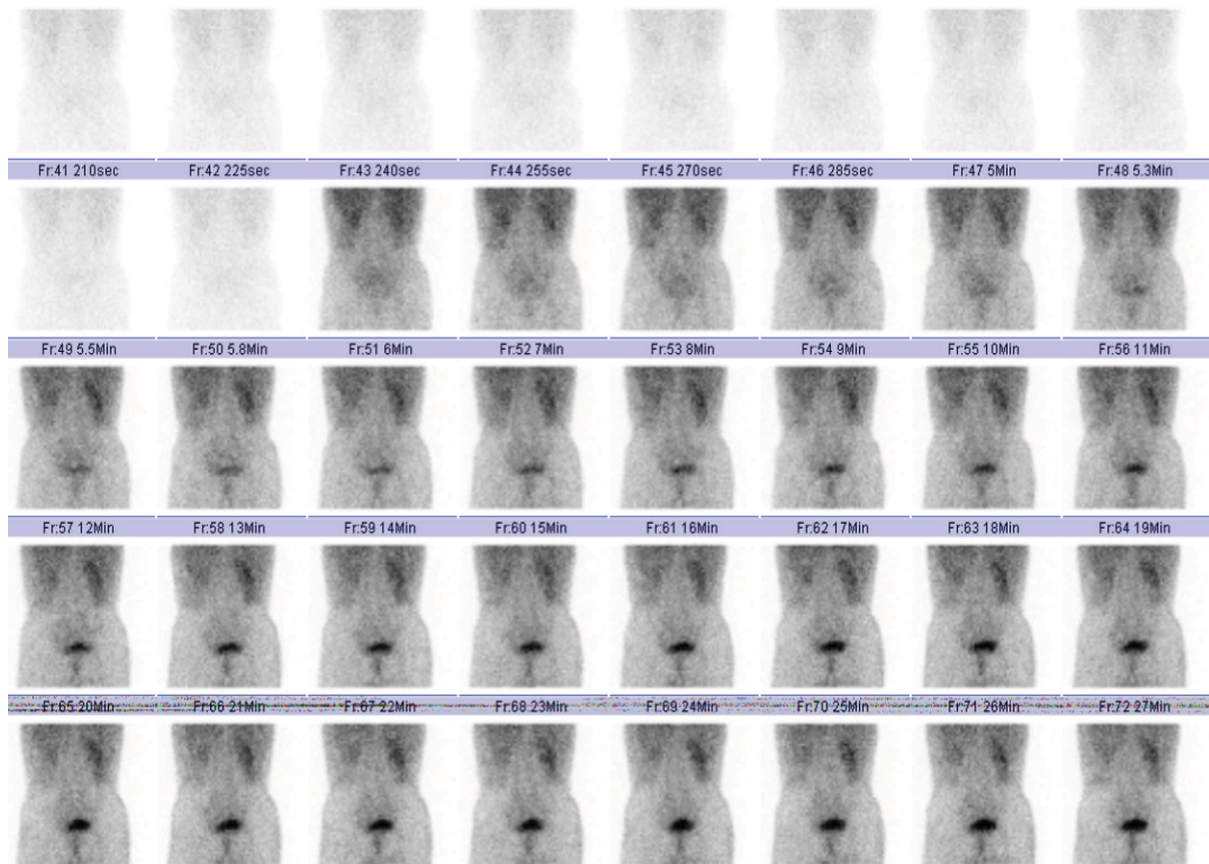 Fr:41 210sec Fr:42 225sec Fr:43 240sec Fr:44 255sec Fr:45 270sec Fr:46 285sec Fr:47 5Min Fr:48 5.3Min
Fr:49 5.5Min Fr:50 5.8Min Fr:51 6Min Fr:52 7Min Fr:53 8Min Fr:54 9Min Fr:55 10Min Fr:56 11Min
Fr:57 12Min Fr:58 13Min Fr:59 14Min Fr:60 15Min Fr:61 16Min Fr:62 17Min Fr:63 18Min Fr:64 19Min
Fr:65 20Min Fr:66 21Min Fr:67 22Min Fr:68 23Min Fr:69 24Min Fr:70 25Min Fr:71 26Min Fr:72 27Min